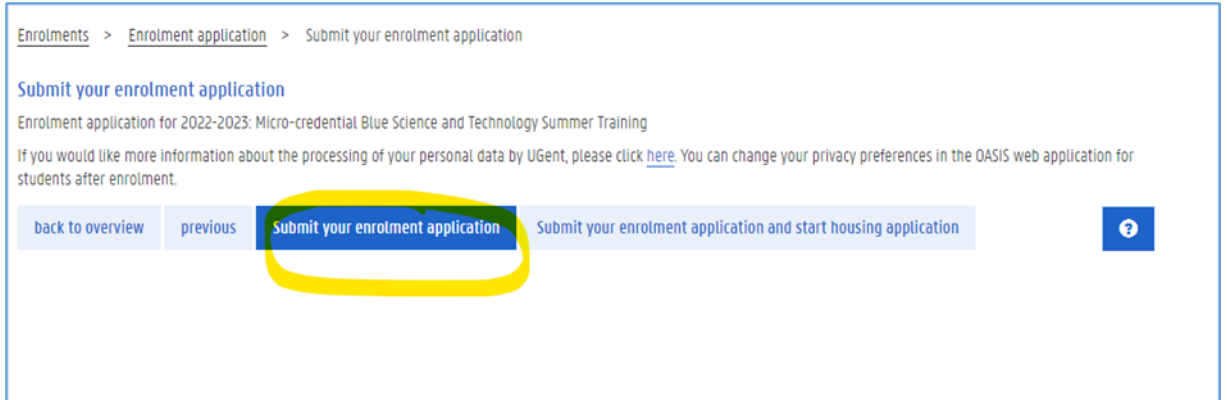 Enrolments > Enrolment application > Submit your enrolment application
Submit your enrolment application
Enrolment application for 2022-2023: Micro-credential Blue Science and Technology Summer Training
If you would like more information about the processing of your personal data by UGent, please click here. You can change your privacy preferences in the OASIS web application for
students after enrolment.
back to overview previous Submit your enrolment application Submit your enrolment application and start housing application ?